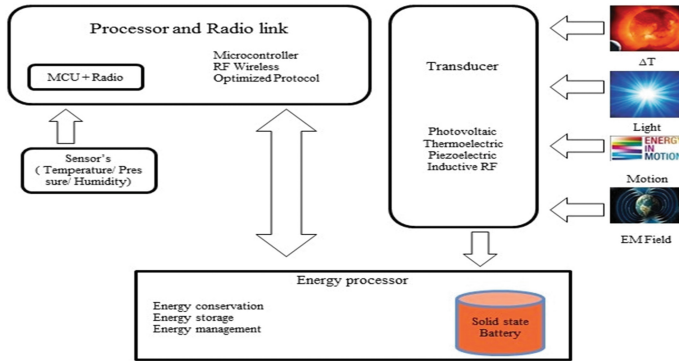 Processor and Radio link
Microcontroller
RF Wireless
Optimized Protocol
MCU + Radio
Sensor's
( Temperature/ Pres
sure/ Humidity)
Transducer
Photovoltaic
Thermoelectric
Piezoelectric
Inductive RF
ΔT
Light
ENERGY
IN
MOTION
Motion
EM Field
Energy processor
Energy conservation
Energy storage
Energy management
Solid state
Battery